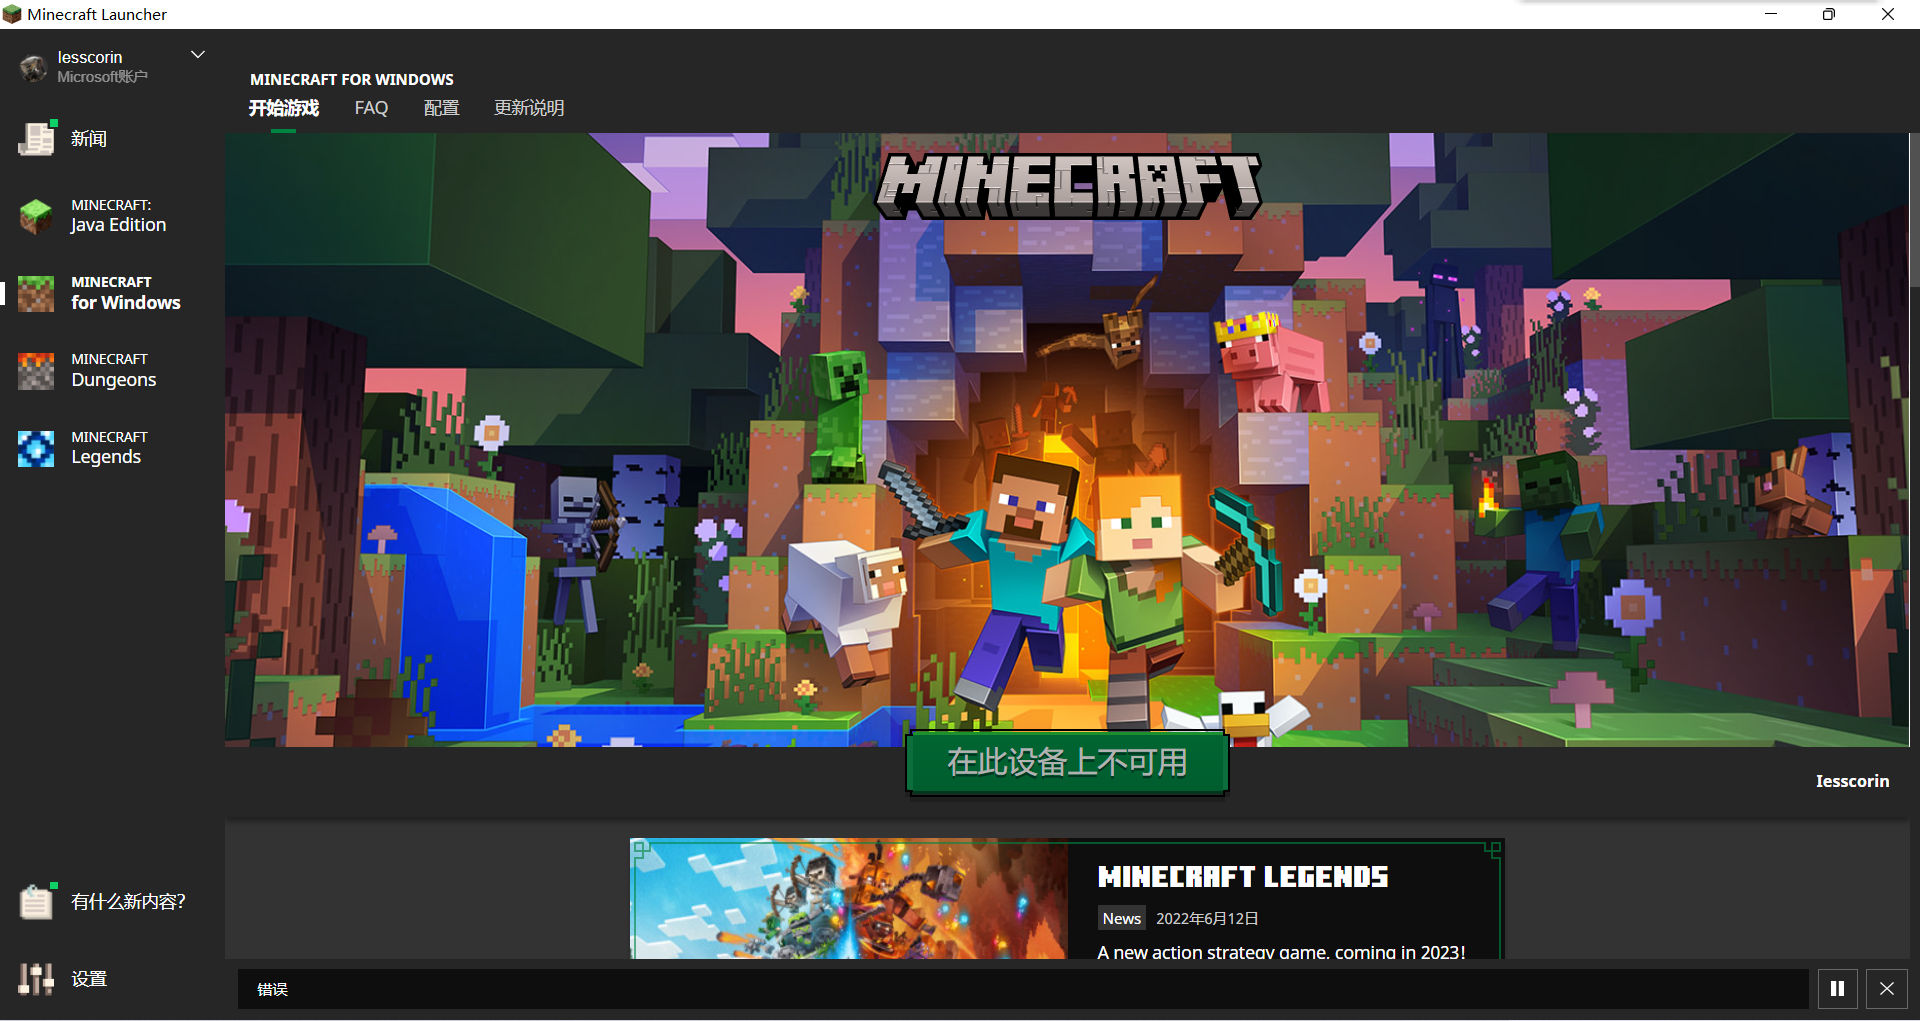 Minecraft Launcher
Iesscorin
Microsoft账户
新闻
MINECRAFT:
Java Edition
MINECRAFT
for Windows
MINECRAFT
Dungeons
MINECRAFT
Legends
有什么新内容?
设置
MINECRAFT FOR WINDOWS
开始游戏 FAQ 配置 更新说明
MINECRAFT
在此设备上不可用
Iesscorin
MINECRAFT LEGENDS
News 2022年6月12日
A new action strategy game, coming in 2023!
错误